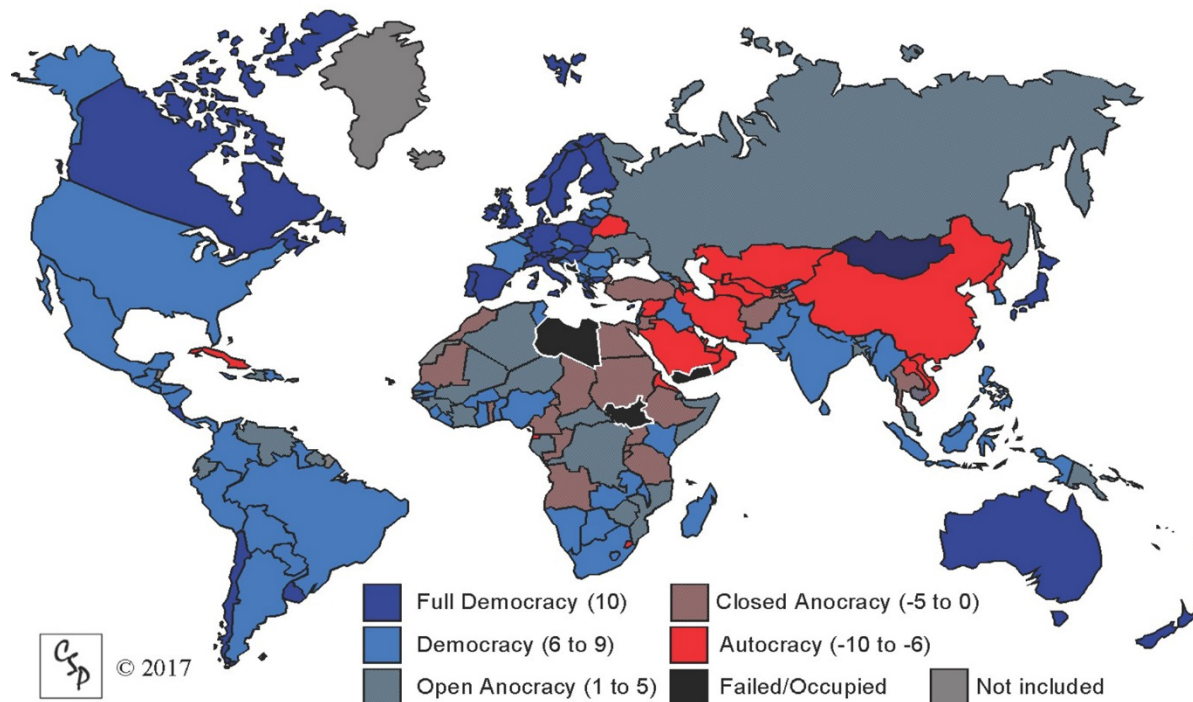 Full Democracy (10)
Democracy (6 to 9)
Open Anocracy (1 to 5)
Closed Anocracy (-5 to 0)
Autocracy (-10 to -6)
Failed/Occupied
Not included
CSP
© 2017